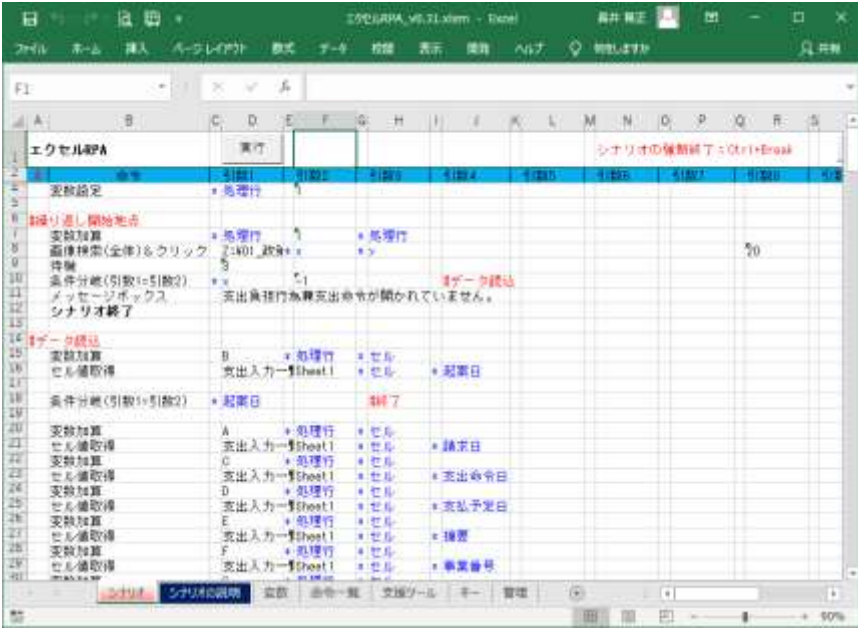 エクセルRPA_v0.21.xlsm - Excel
ファイル ホーム 挿入 ページレイアウト 数式 データ 校閲 表示 開発 ヘルプ 共有
F1
A B C D E F G H I J K L M N O P Q R S
エクセルRPA 実行 シナリオの強制終了：Ctrl+Break
命令 引数1 引数2 引数3 引数4 引数5 引数6 引数7 引数8
変数設定 * 処理行 1
繰り返し開始地点
変数加算 * 処理行 1 * 処理行
画像検索(全体)&クリック * x * y 20
待機 3
条件分岐(引数1=引数2) * x -1 データ読込
メッセージボックス 支出負担行為兼支出命令が開かれていません。
シナリオ終了
データ読込
変数加算 B * 処理行 * セル
セル値取得 支出入力ー Sheet1 * セル * 起案日
条件分岐(引数1=引数2) * 起案日 終了
変数加算 A * 処理行 * セル
セル値取得 支出入力ー Sheet1 * セル * 請求日
変数加算 C * 処理行 * セル
セル値取得 支出入力ー Sheet1 * セル * 支出命令日
変数加算 D * 処理行 * セル
セル値取得 支出入力ー Sheet1 * セル * 支払予定日
変数加算 E * 処理行 * セル
セル値取得 支出入力ー Sheet1 * セル * 摘要
変数加算 F * 処理行 * セル
セル値取得 支出入力ー Sheet1 * セル * 事業番号
シナリオ シナリオの説明 変数 命令一覧 支援ツール キー 管理
90%